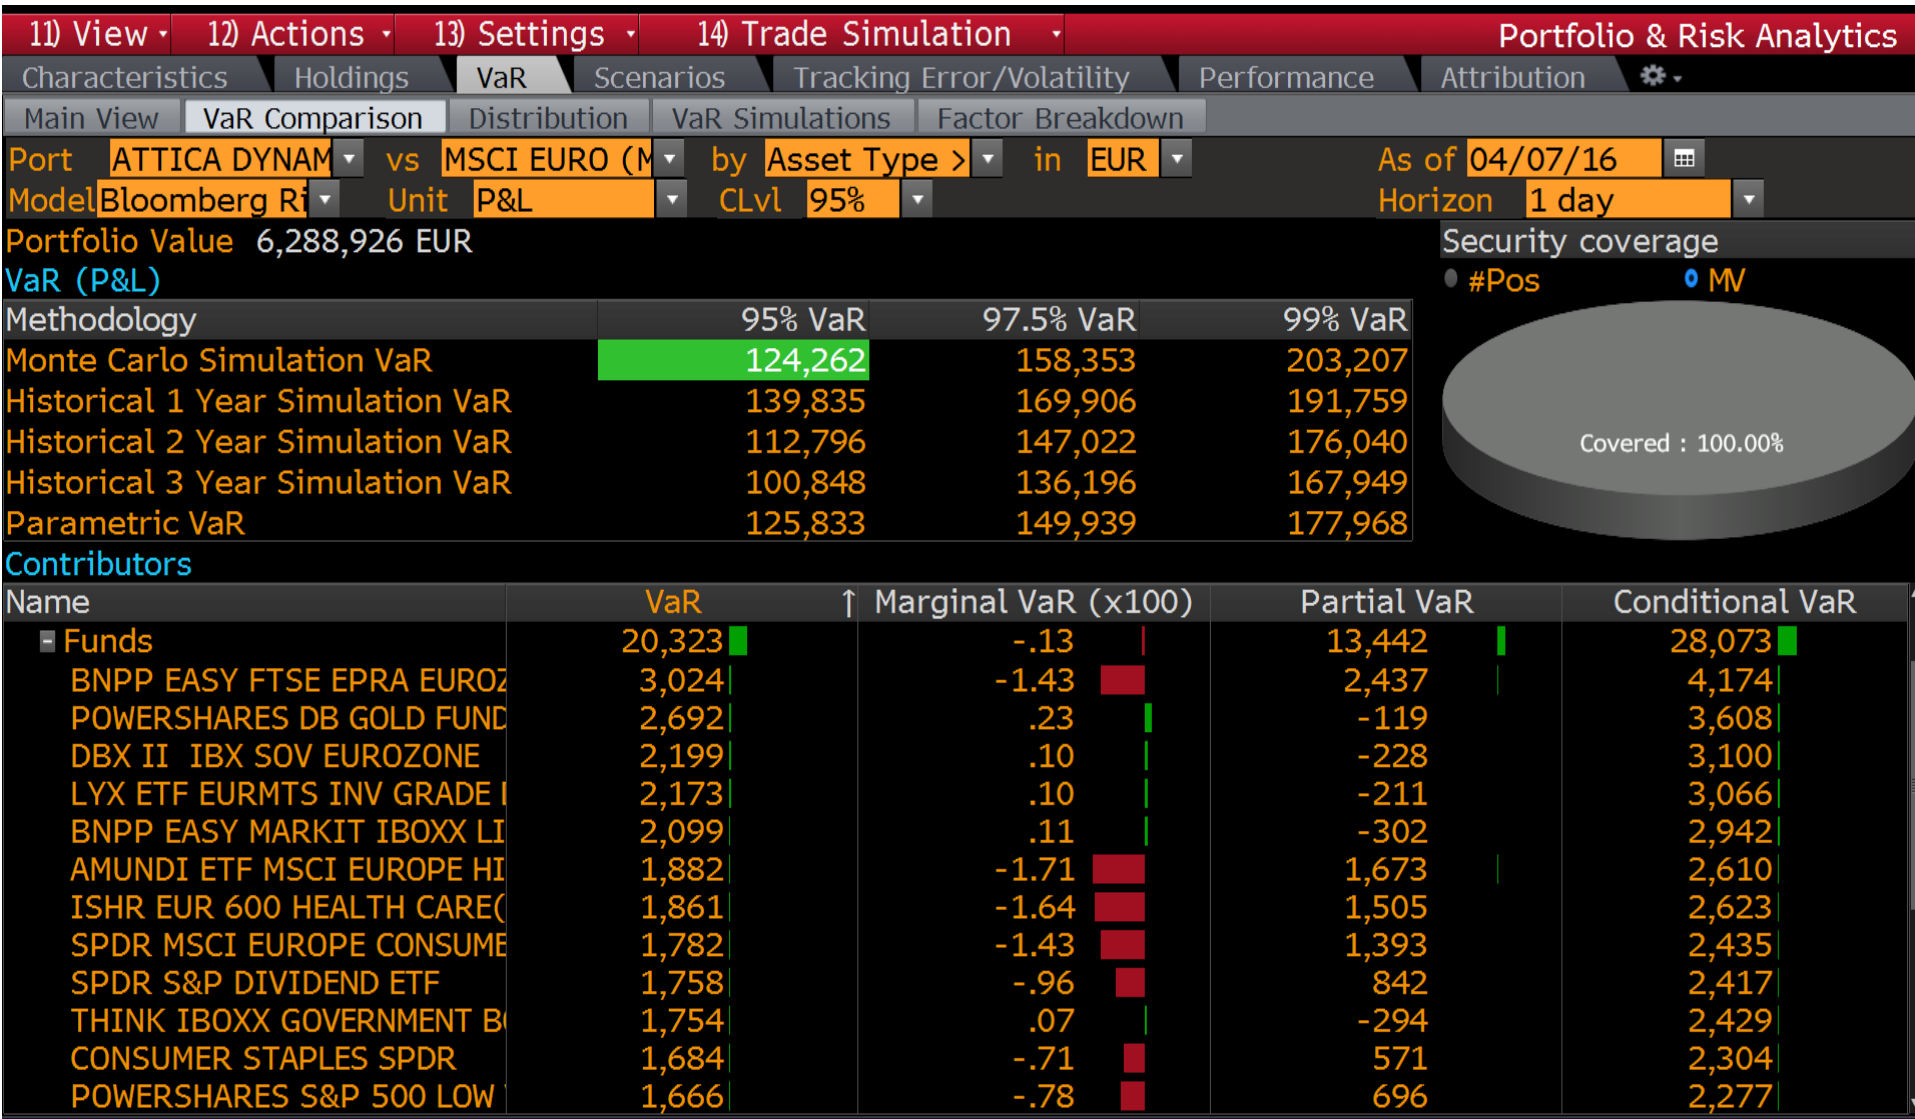 11) View 12) Actions 13) Settings 14) Trade Simulation Portfolio & Risk Analytics
Characteristics Holdings VaR Scenarios Tracking Error/Volatility Performance Attribution
Main View VaR Comparison Distribution VaR Simulations Factor Breakdown
Port ATTICA DYNAM vs MSCI EURO (M by Asset Type > in EUR As of 04/07/16
Model Bloomberg Ri Unit P&L CLvl 95% Horizon 1 day
Portfolio Value 6,288,926 EUR Security coverage
VaR (P&L) #Pos MV
Methodology 95% VaR 97.5% VaR 99% VaR
Monte Carlo Simulation VaR 124,262 158,353 203,207
Historical 1 Year Simulation VaR 139,835 169,906 191,759
Historical 2 Year Simulation VaR 112,796 147,022 176,040
Covered : 100.00%
Historical 3 Year Simulation VaR 100,848 136,196 167,949
Parametric VaR 125,833 149,939 177,968
Contributors
Name VaR ↑ Marginal VaR (x100) Partial VaR Conditional VaR
Funds 20,323 -.13 13,442 28,073
BNPP EASY FTSE EPRA EUROZ 3,024 -1.43 2,437 4,174
POWERSHARES DB GOLD FUND 2,692 .23 -119 3,608
DBX II IBX SOV EUROZONE 2,199 .10 -228 3,100
LYX ETF EURMTS INV GRADE 2,173 .10 -211 3,066
BNPP EASY MARKIT IBOXX LI 2,099 .11 -302 2,942
AMUNDI ETF MSCI EUROPE HI 1,882 -1.71 1,673 2,610
ISHR EUR 600 HEALTH CARE( 1,861 -1.64 1,505 2,623
SPDR MSCI EUROPE CONSUME 1,782 -1.43 1,393 2,435
SPDR S&P DIVIDEND ETF 1,758 -.96 842 2,417
THINK IBOXX GOVERNMENT B 1,754 .07 -294 2,429
CONSUMER STAPLES SPDR 1,684 -.71 571 2,304
POWERSHARES S&P 500 LOW 1,666 -.78 696 2,277